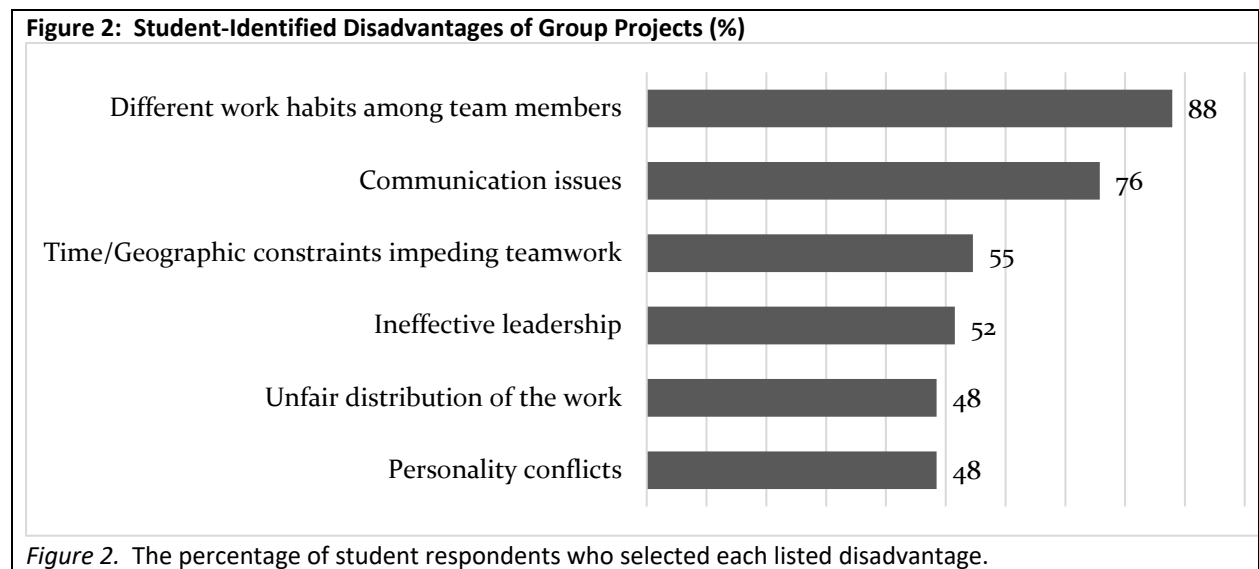 Figure 2: Student-Identified Disadvantages of Group Projects (%)
Different work habits among team members 88
Communication issues 76
Time/Geographic constraints impeding teamwork 55
Ineffective leadership 52
Unfair distribution of the work 48
Personality conflicts 48
Figure 2. The percentage of student respondents who selected each listed disadvantage.